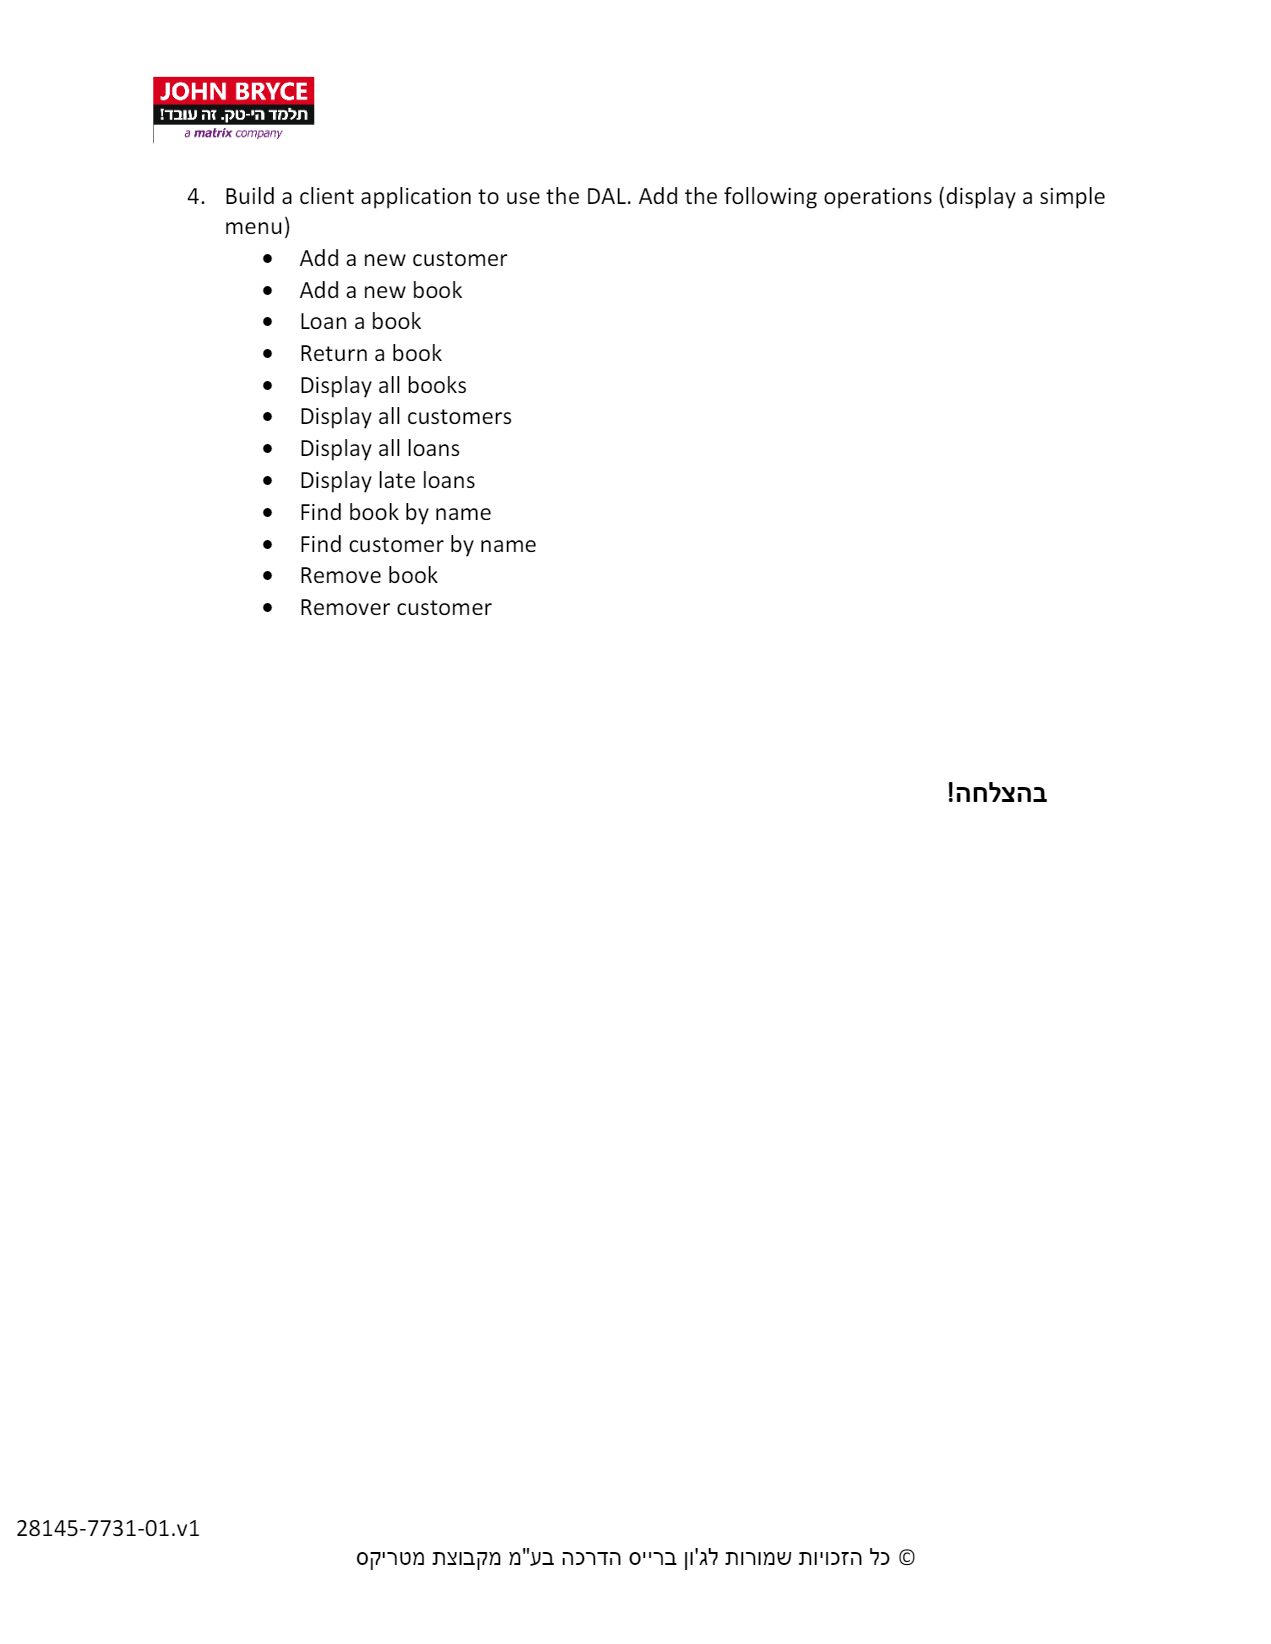 JOHN BRYCE
תלמד הי-טק. זה עובד!
a matrix company
4. Build a client application to use the DAL. Add the following operations (display a simple
menu)
• Add a new customer
• Add a new book
• Loan a book
• Return a book
• Display all books
• Display all customers
• Display all loans
• Display late loans
• Find book by name
• Find customer by name
• Remove book
• Remover customer
בהצלחה!
28145-7731-01.v1
© כל הזכויות שמורות לג'ון ברייס הדרכה בע"מ מקבוצת מטריקס